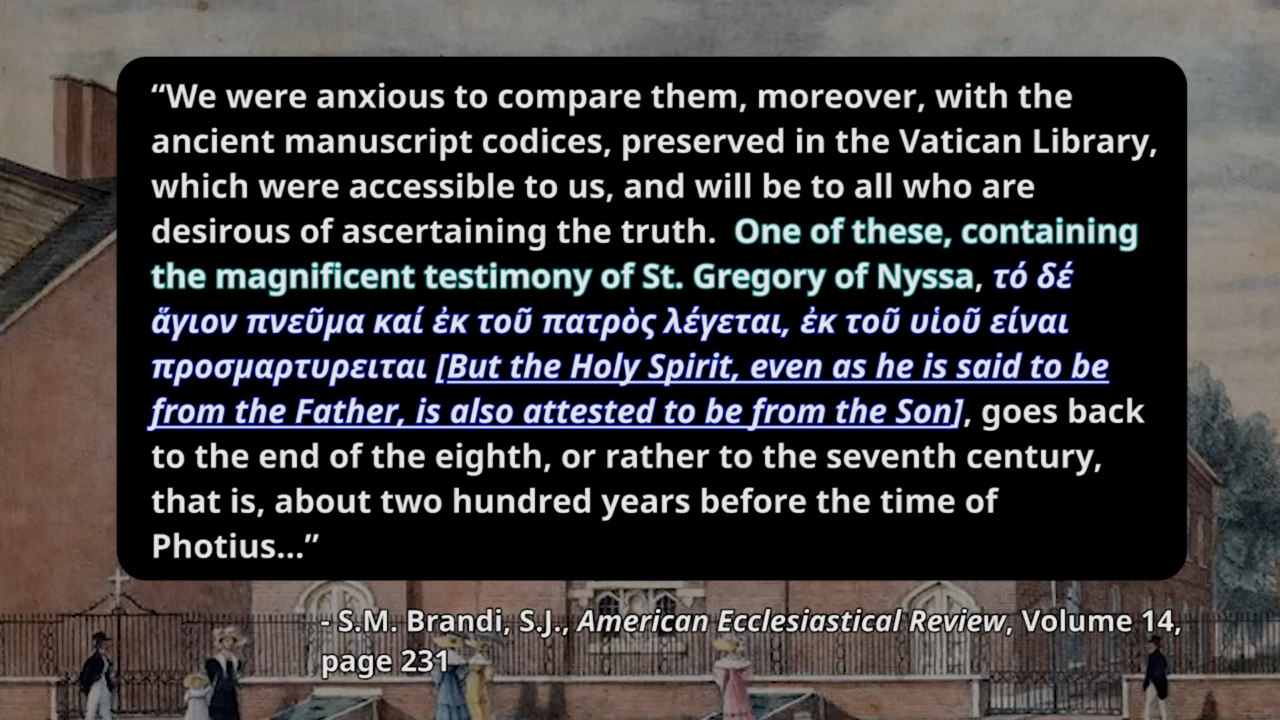 “We were anxious to compare them, moreover, with the
ancient manuscript codices, preserved in the Vatican Library,
which were accessible to us, and will be to all who are
desirous of ascertaining the truth.  One of these, containing
the magnificent testimony of St. Gregory of Nyssa, τό δέ
ἅγιον πνεῦμα καί ἐκ τοῦ πατρὸς λέγεται, ἐκ τοῦ υἱοῦ είναι
προσμαρτυρειται [But the Holy Spirit, even as he is said to be
from the Father, is also attested to be from the Son], goes back
to the end of the eighth, or rather to the seventh century,
that is, about two hundred years before the time of
Photius...”
- S.M. Brandi, S.J., American Ecclesiastical Review, Volume 14,
page 231